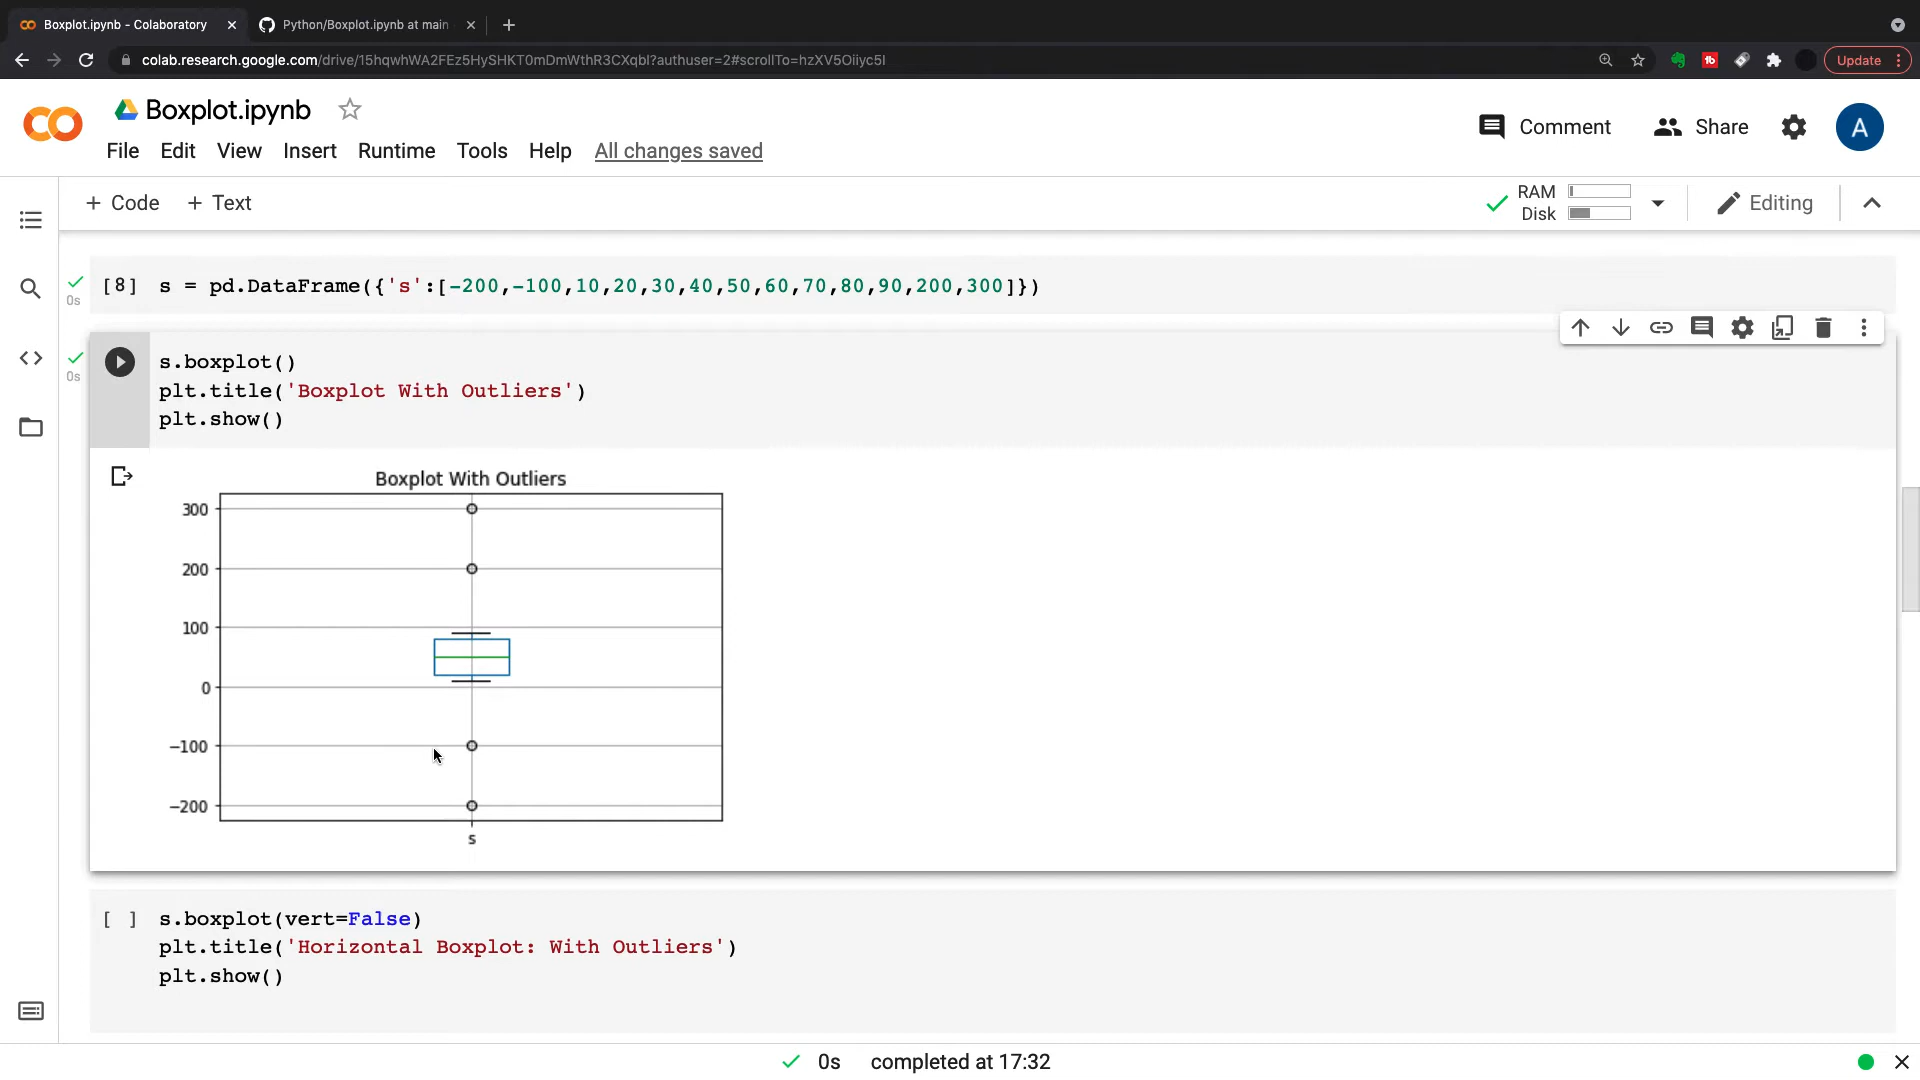 Boxplot.ipynb - Colaboratory
Python/Boxplot.ipynb at main
colab.research.google.com/drive/15hqwhWA2FEz5HySHKT0mDmWthR3CXqbl?authuser=2#scrollTo=hzXV5Oiiyc5I
Update
Boxplot.ipynb
Comment
Share
A
File Edit View Insert Runtime Tools Help All changes saved
+ Code + Text
RAM
Disk
Editing
[8] s = pd.DataFrame({'s':[-200,-100,10,20,30,40,50,60,70,80,90,200,300]})
0s
s.boxplot()
0s
plt.title('Boxplot With Outliers')
plt.show()
Boxplot With Outliers
300
200
100
0
−100
−200
s
[ ] s.boxplot(vert=False)
plt.title('Horizontal Boxplot: With Outliers')
plt.show()
0s completed at 17:32